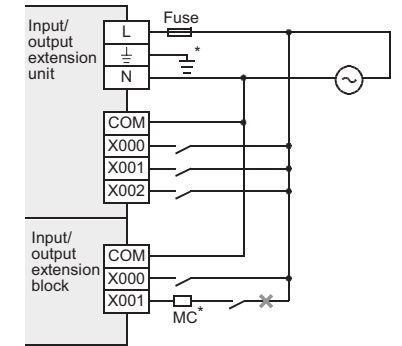 Input/
output
extension
unit
L
Fuse
*
N
COM
X000
X001
X002
Input/
output
extension
block
COM
X000
X001
MC*